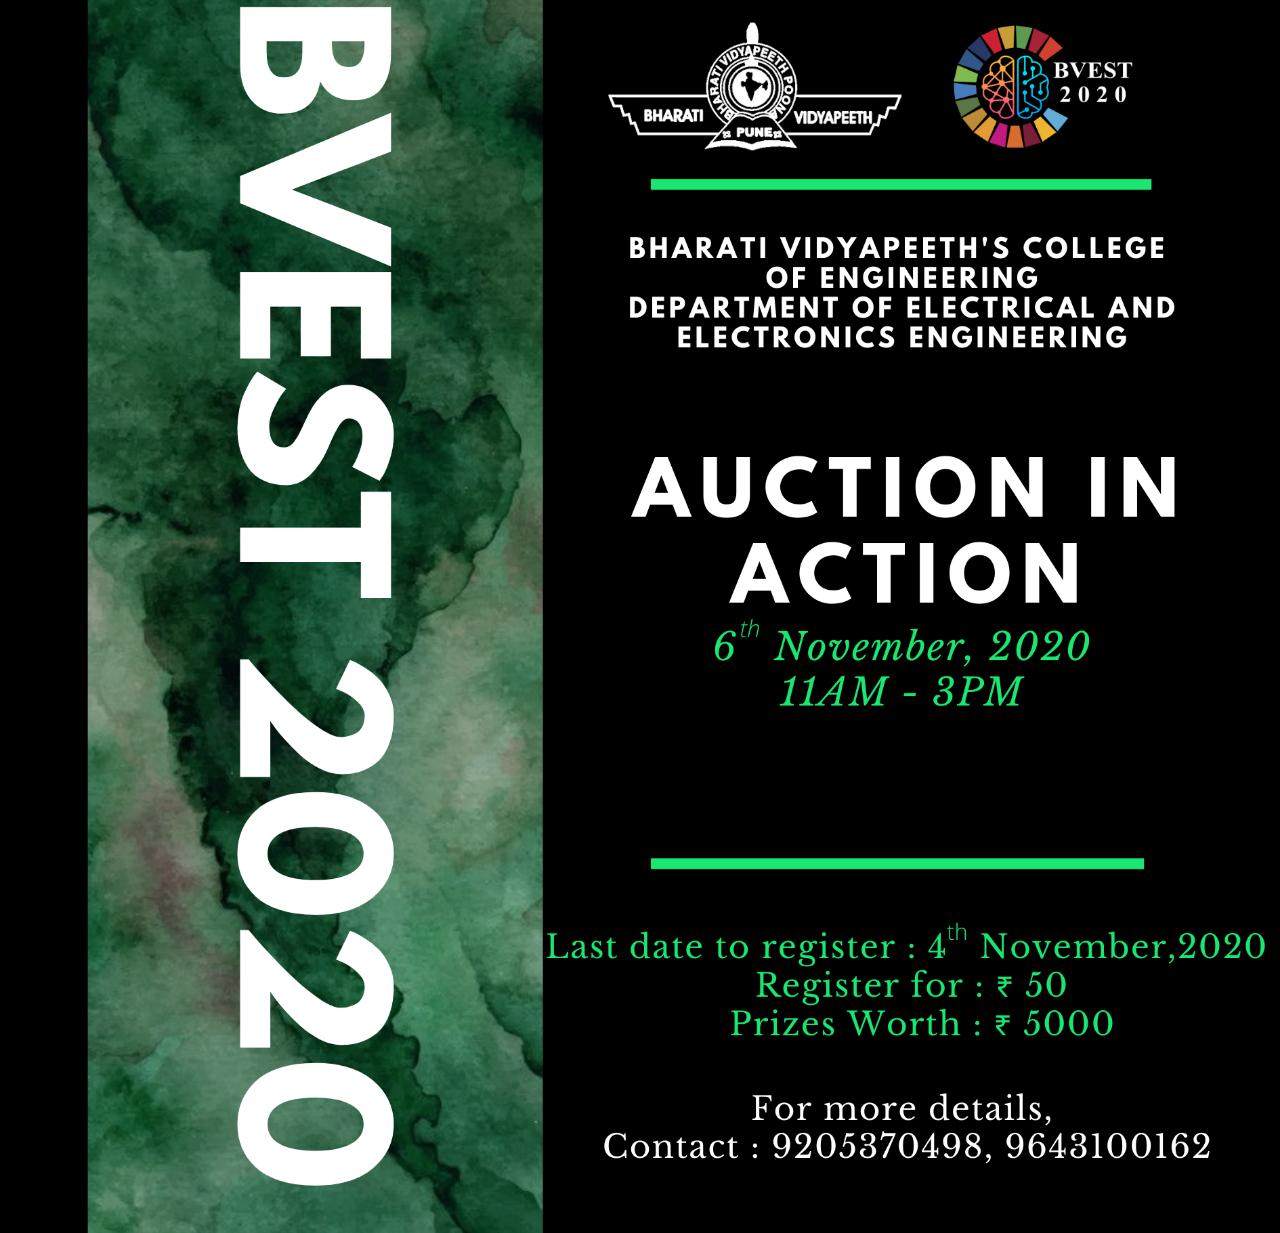 BVEST 2020
BHARATI VIDYAPEETH POONA
BHARATI
VIDYAPEETH
PUNE
BVEST
2020
BHARATI VIDYAPEETH'S COLLEGE
OF ENGINEERING
DEPARTMENT OF ELECTRICAL AND
ELECTRONICS ENGINEERING
AUCTION IN
ACTION
6th November, 2020
11AM - 3PM
Last date to register : 4th November,2020
Register for : ₹ 50
Prizes Worth : ₹ 5000
For more details,
Contact : 9205370498, 9643100162